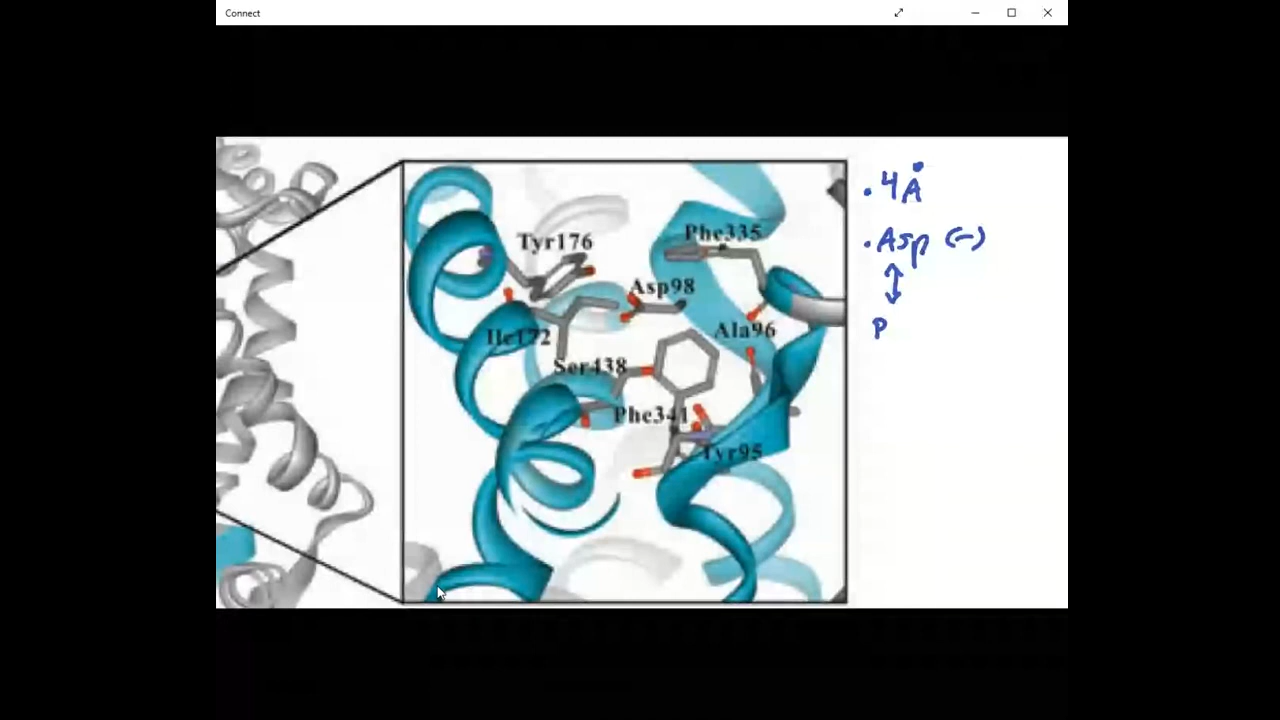 Connect
Tyr176
Phe335
Asp98
Ile172
Ala96
Ser438
Phe341
Tyr95
• 4Å
• Asp (-)
↕
P